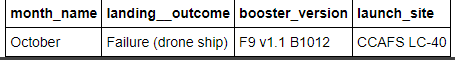 month_name landing__outcome booster_version launch_site
October Failure (drone ship) F9 v1.1 B1012 CCAFS LC-40